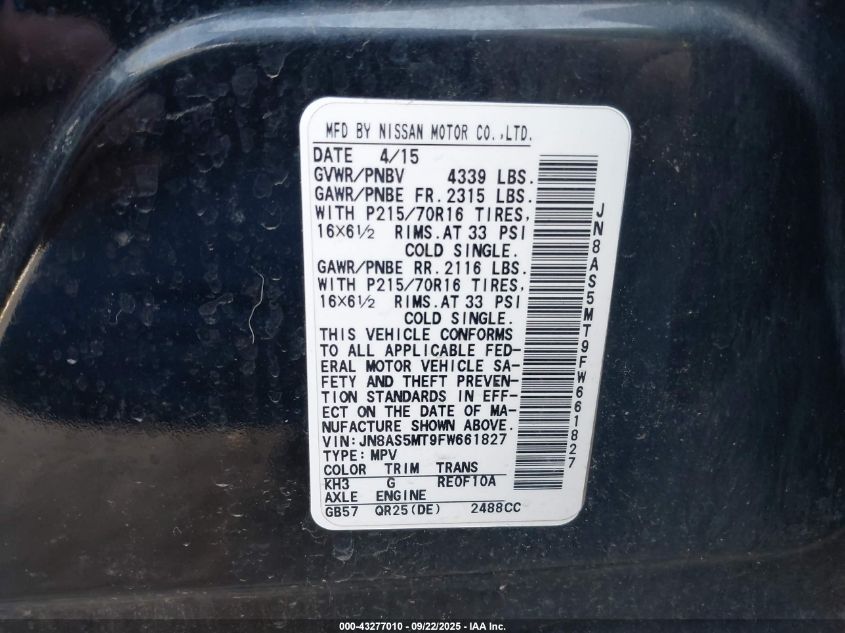 MFD BY NISSAN MOTOR CO.,LTD.
DATE 4/15
GVWR/PNBV 4339 LBS.
GAWR/PNBE FR. 2315 LBS.
WITH P215/70R16 TIRES,
16X6½ RIMS.AT 33 PSI
COLD SINGLE.
GAWR/PNBE RR. 2116 LBS.
WITH P215/70R16 TIRES,
16X6½ RIMS.AT 33 PSI
COLD SINGLE.
THIS VEHICLE CONFORMS
TO ALL APPLICABLE FED-
ERAL MOTOR VEHICLE SA-
FETY AND THEFT PREVEN-
TION STANDARDS IN EFF-
ECT ON THE DATE OF MA-
NUFACTURE SHOWN ABOVE.
VIN: JN8AS5MT9FW661827
TYPE: MPV
COLOR TRIM TRANS
KH3 G RE0F10A
AXLE ENGINE
GB57 QR25(DE) 2488CC
JN8AS5MT9FW661827
000-43277010 - 09/22/2025 - IAA Inc.